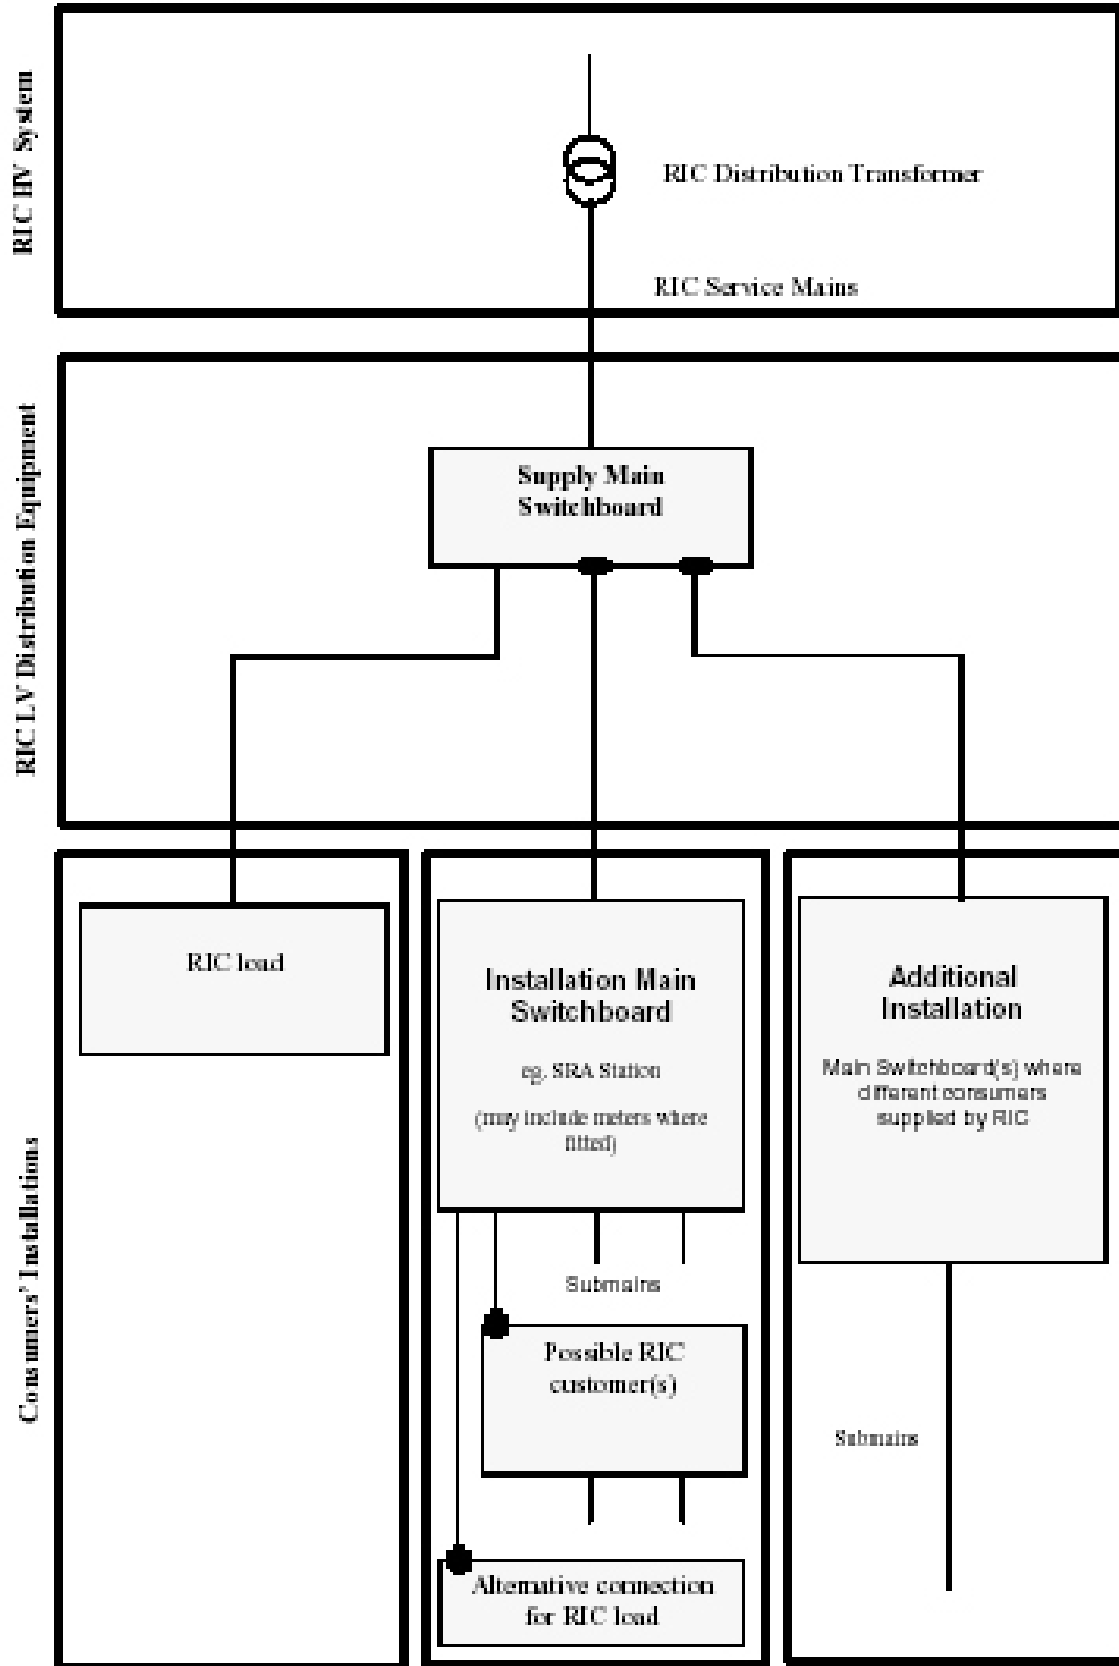 RIC HV System
RIC Distribution Transformer
RIC Service Mains
RIC LV Distribution Equipment
Supply Main
Switchboard
Consumers' Installations
RIC load
Installation Main
Switchboard
eg. SRA Station
(may include meters where
fitted)
Submains
Possible RIC
customer(s)
Alternative connection
for RIC load
Additional
Installation
Main Switchboard(s) where
different consumers
supplied by RIC
Submains